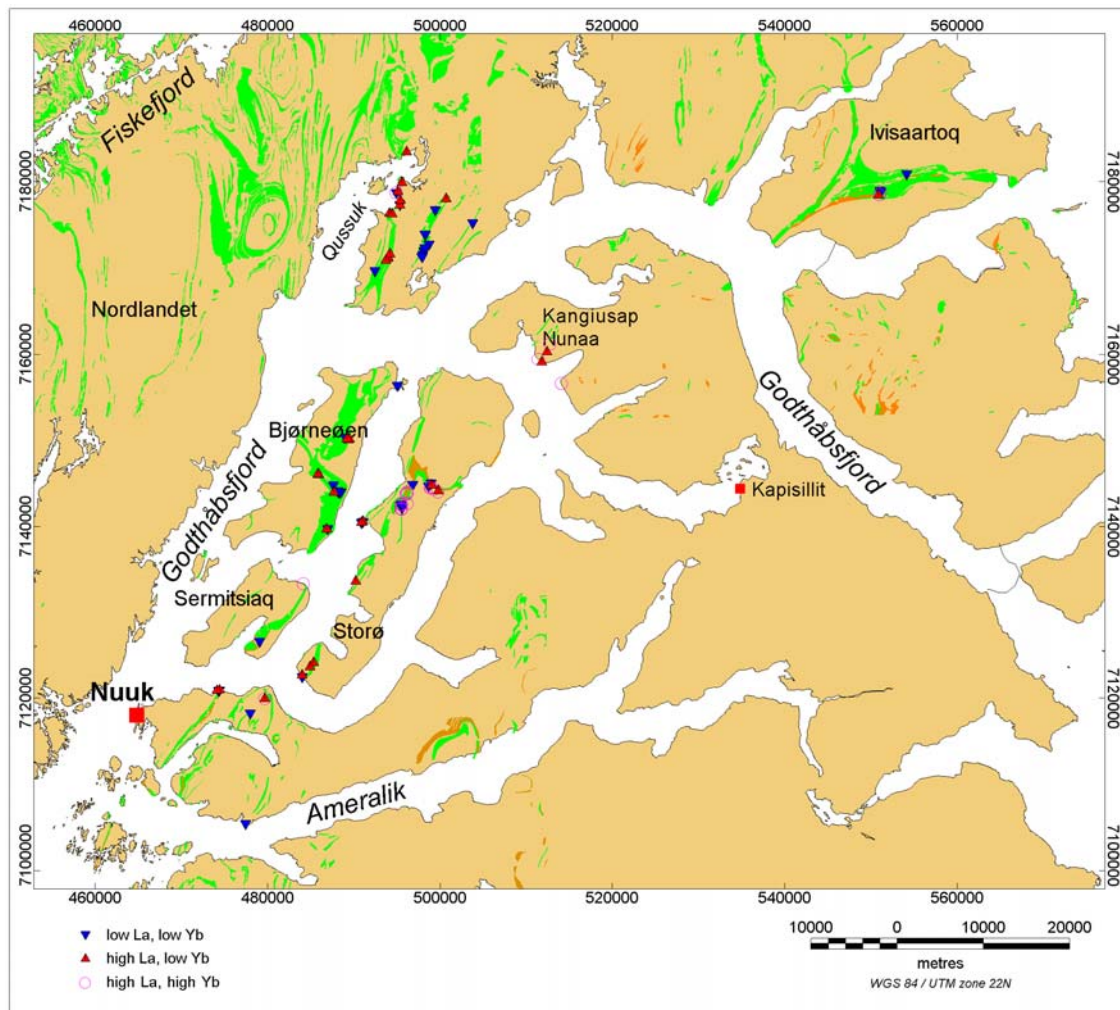 460000 480000 500000 520000 540000 560000
Fiskefjord
Ivisaartoq
7180000 7180000
Qussuk
Nordlandet
Kangiusap
Nunaa
7160000 7160000
Godthåbsfjord
Bjørneøen
Kapisillit
Godthåbsfjord
7140000 7140000
Sermitsiaq
Storø
Nuuk
7120000 7120000
Ameralik
7100000 7100000
460000 480000 500000 520000 540000 560000
low La, low Yb
high La, low Yb
high La, high Yb
10000 0 10000 20000
metres
WGS 84 / UTM zone 22N